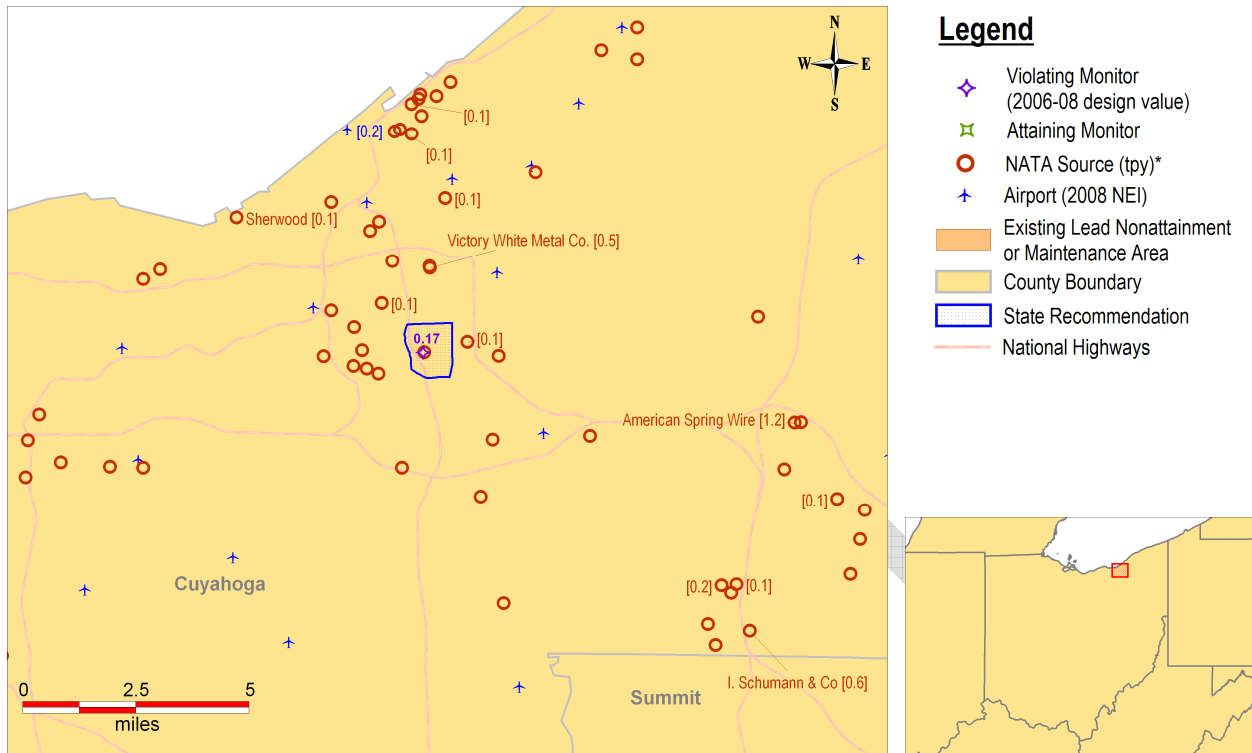 N
W E
S
[0.1]
[0.2]
[0.1]
[0.1]
Sherwood [0.1]
Victory White Metal Co. [0.5]
[0.1]
0.17
[0.1]
American Spring Wire [1.2]
[0.1]
Cuyahoga
[0.2]
[0.1]
I. Schumann & Co [0.6]
Summit
0 2.5 5
miles
Legend
Violating Monitor
(2006-08 design value)
Attaining Monitor
NATA Source (tpy)*
Airport (2008 NEI)
Existing Lead Nonattainment
or Maintenance Area
County Boundary
State Recommendation
National Highways